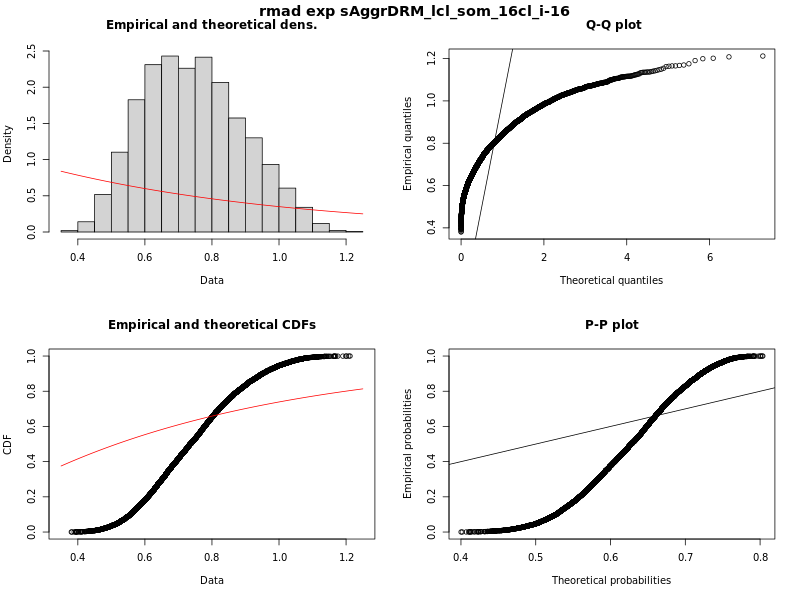 rmad exp sAggrDRM_lcl_som_16cl_i-16
Empirical and theoretical dens.
Density
0.0 0.5 1.0 1.5 2.0 2.5
0.4 0.6 0.8 1.0 1.2
Data
Q-Q plot
Empirical quantiles
0.4 0.6 0.8 1.0 1.2
0 2 4 6
Theoretical quantiles
Empirical and theoretical CDFs
CDF
0.0 0.2 0.4 0.6 0.8 1.0
0.4 0.6 0.8 1.0 1.2
Data
P-P plot
Empirical probabilities
0.0 0.2 0.4 0.6 0.8 1.0
0.4 0.5 0.6 0.7 0.8
Theoretical probabilities